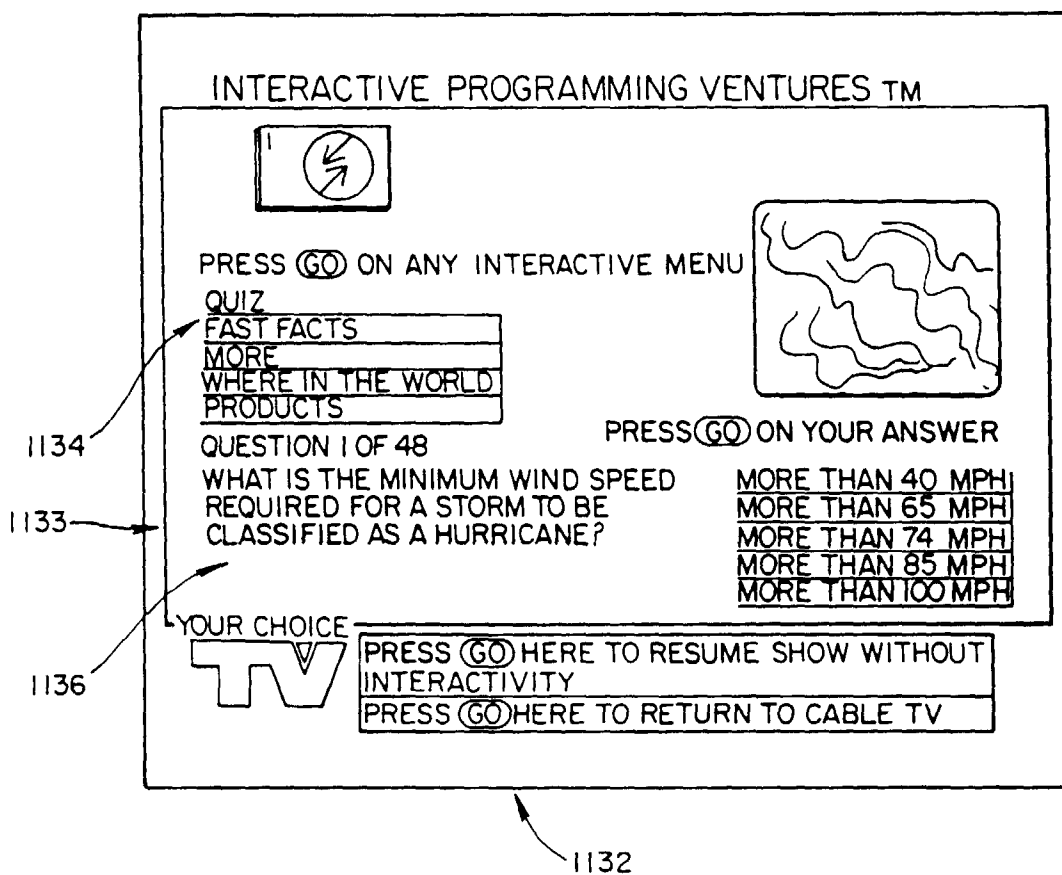 INTERACTIVE PROGRAMMING VENTURES TM
PRESS GO ON ANY INTERACTIVE MENU
QUIZ
FAST FACTS
MORE
WHERE IN THE WORLD
PRODUCTS
1134
QUESTION 1 OF 48
WHAT IS THE MINIMUM WIND SPEED
REQUIRED FOR A STORM TO BE
CLASSIFIED AS A HURRICANE?
1133
PRESS GO ON YOUR ANSWER
MORE THAN 40 MPH
MORE THAN 65 MPH
MORE THAN 74 MPH
MORE THAN 85 MPH
MORE THAN 100 MPH
1136
YOUR CHOICE
TV
PRESS GO HERE TO RESUME SHOW WITHOUT
INTERACTIVITY
PRESS GO HERE TO RETURN TO CABLE TV
1132